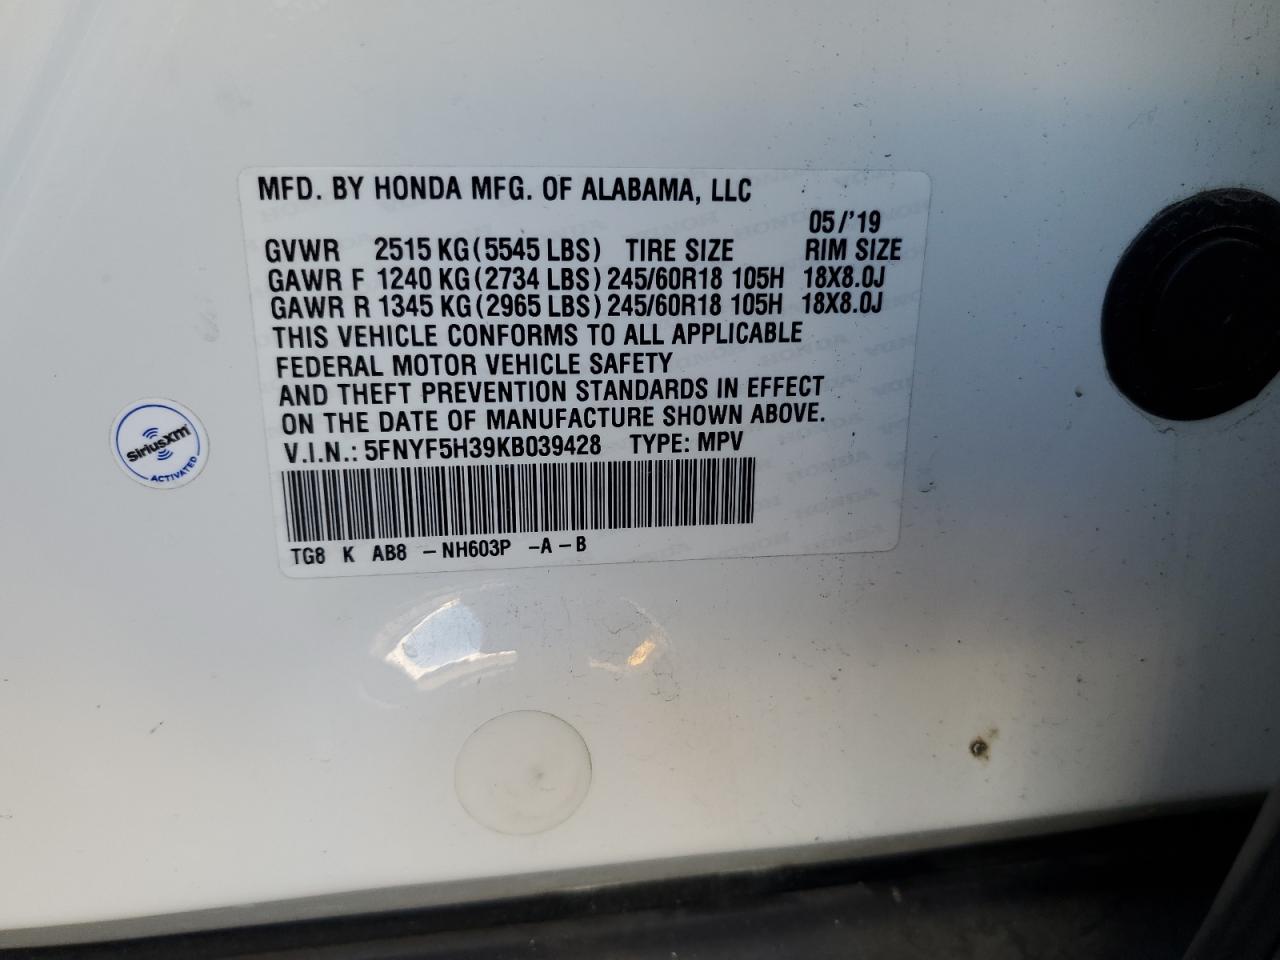 MFD. BY HONDA MFG. OF ALABAMA, LLC
05/'19
GVWR 2515 KG(5545 LBS) TIRE SIZE RIM SIZE
GAWR F 1240 KG(2734 LBS) 245/60R18 105H 18X8.0J
GAWR R 1345 KG(2965 LBS) 245/60R18 105H 18X8.0J
THIS VEHICLE CONFORMS TO ALL APPLICABLE
FEDERAL MOTOR VEHICLE SAFETY
AND THEFT PREVENTION STANDARDS IN EFFECT
ON THE DATE OF MANUFACTURE SHOWN ABOVE.
V.I.N.: 5FNYF5H39KB039428 TYPE: MPV
TG8 K AB8 -NH603P -A-B
SiriusXM
ACTIVATED